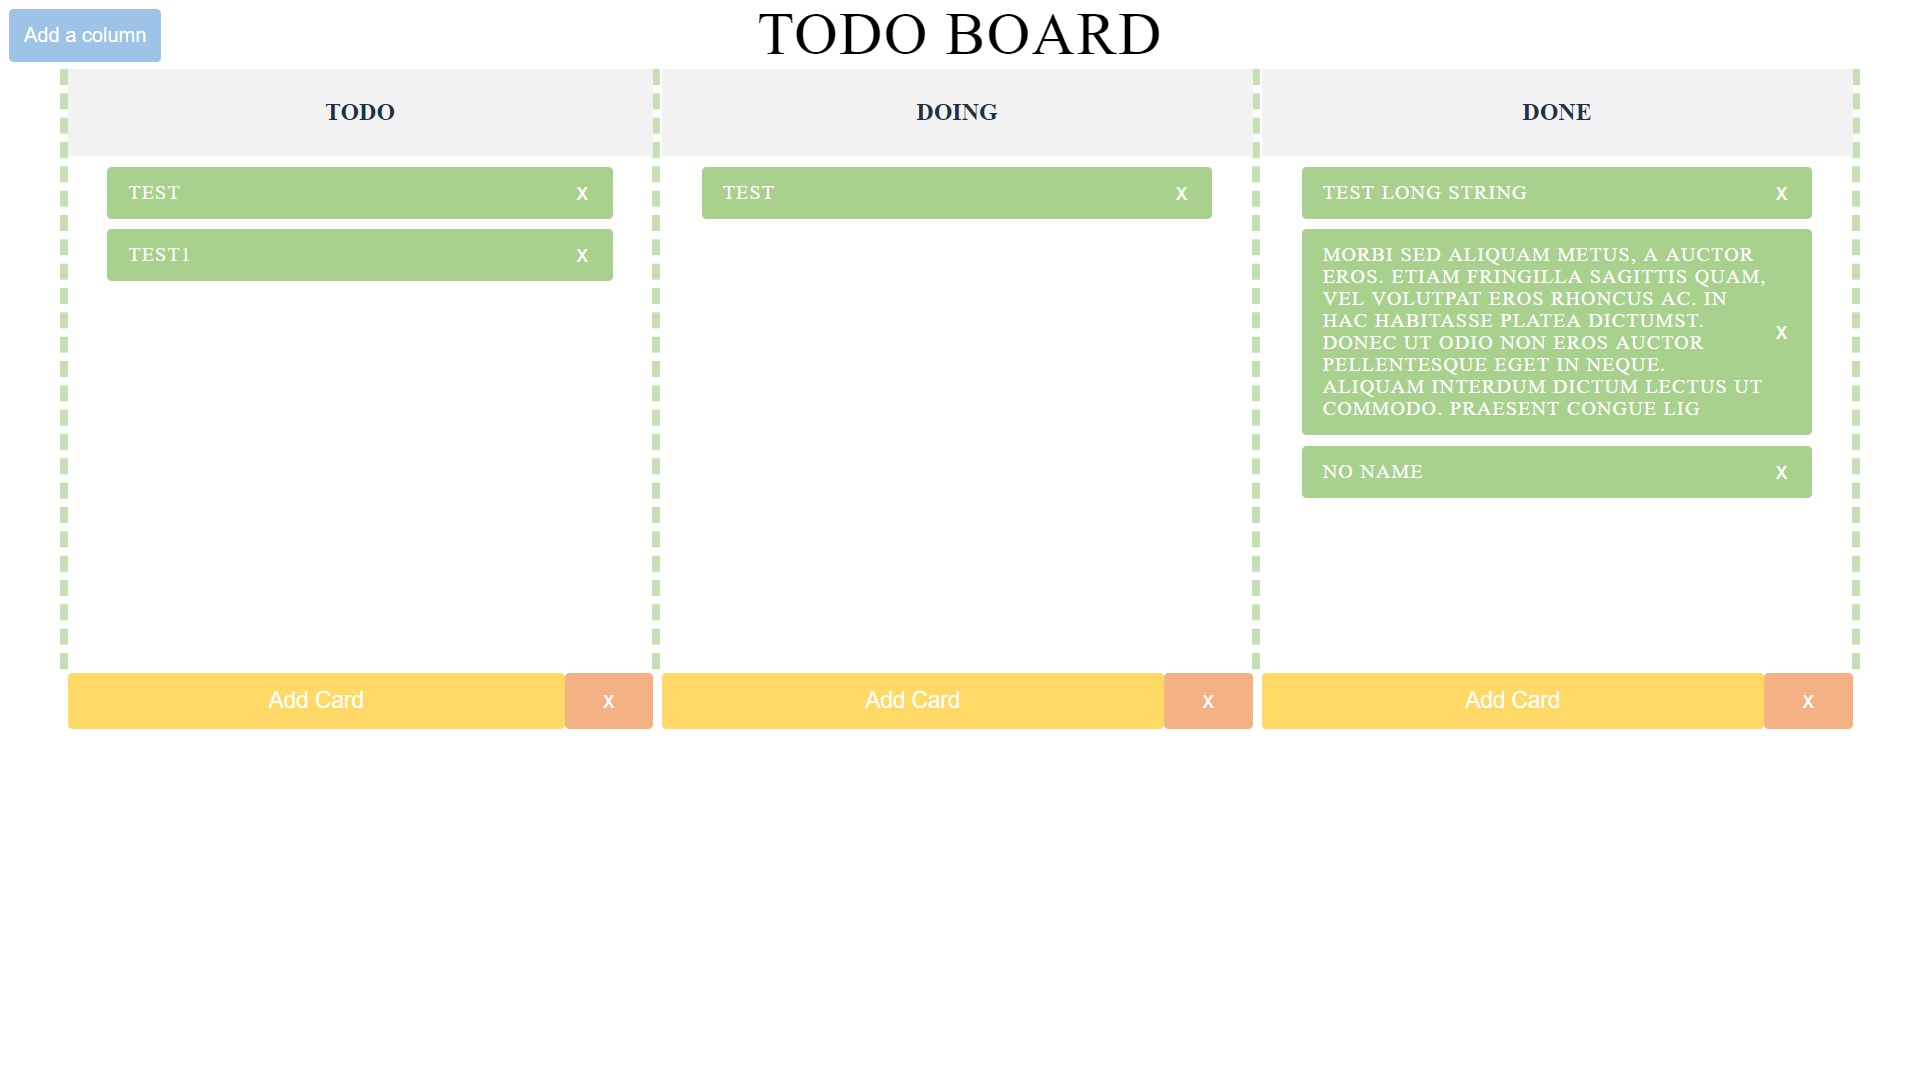 Add a column
TODO BOARD
TODO
TEST X
TEST1 X
Add Card X
DOING
TEST X
Add Card X
DONE
TEST LONG STRING X
MORBI SED ALIQUAM METUS, A AUCTOR
EROS. ETIAM FRINGILLA SAGITTIS QUAM,
VEL VOLUTPAT EROS RHONCUS AC. IN
HAC HABITASSE PLATEA DICTUMST.
DONEC UT ODIO NON EROS AUCTOR
PELLENTESQUE EGET IN NEQUE.
ALIQUAM INTERDUM DICTUM LECTUS UT
COMMODO. PRAESENT CONGUE LIG
X
NO NAME X
Add Card X